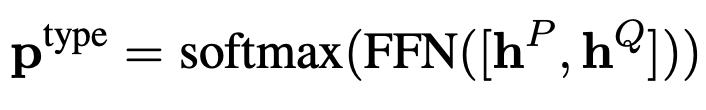 p^type = softmax(FFN([h^P, h^Q]))